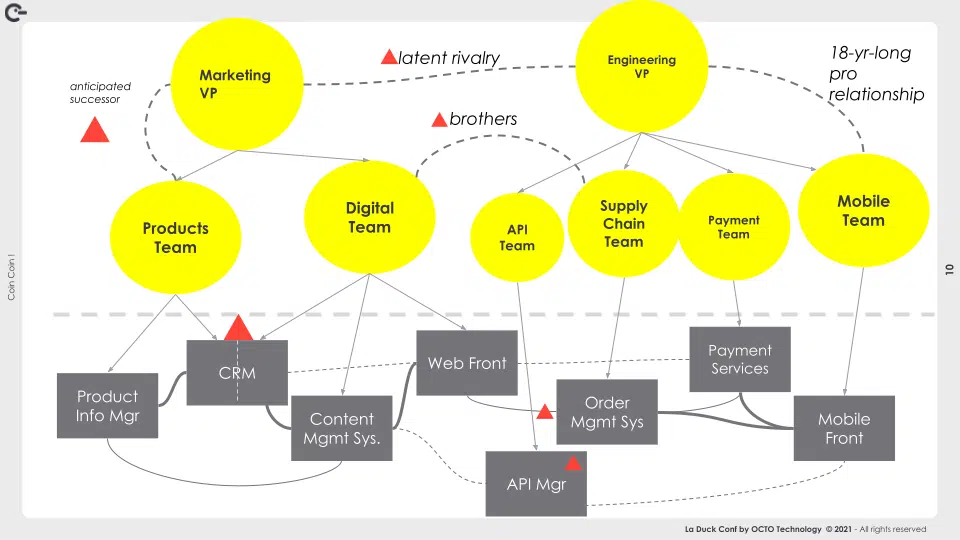 latent rivalry
Engineering
VP
18-yr-long
pro
relationship
Marketing
VP
anticipated
successor
brothers
Products
Team
Digital
Team
API
Team
Supply
Chain
Team
Payment
Team
Mobile
Team
Coin Coin !
10
CRM
Web Front
Payment
Services
Product
Info Mgr
Content
Mgmt Sys.
Order
Mgmt Sys
Mobile
Front
API Mgr
La Duck Conf by OCTO Technology © 2021 - All rights reserved